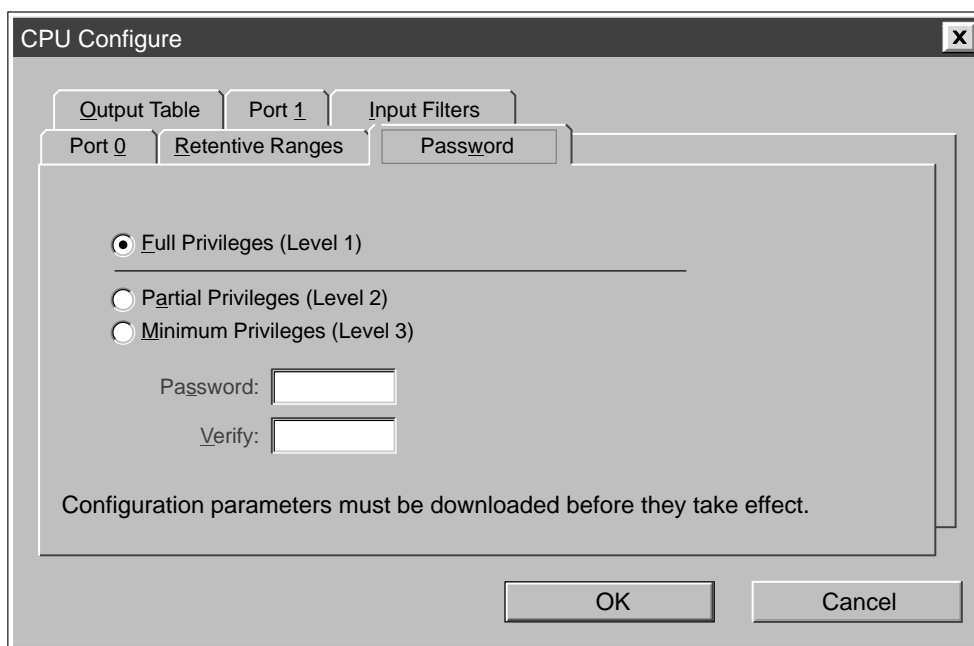 CPU Configure
X
Output Table
Port 1
Input Filters
Port 0
Retentive Ranges
Password
Full Privileges (Level 1)
Partial Privileges (Level 2)
Minimum Privileges (Level 3)
Password:
Verify:
Configuration parameters must be downloaded before they take effect.
OK
Cancel